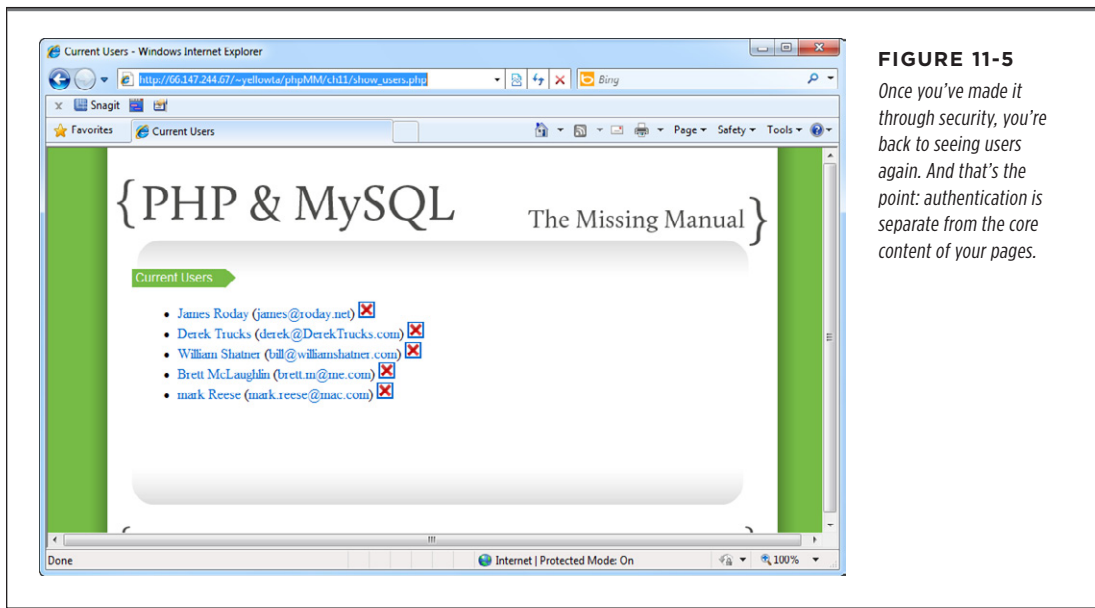 Current Users - Windows Internet Explorer
http://66.147.244.67/~yellowta/phpMM/ch11/show_users.php
Bing
x Snagit
Favorites Current Users Page Safety Tools
{PHP & MySQL
The Missing Manual}
Current Users
• James Roday (james@roday.net)
• Derek Trucks (derek@DerekTrucks.com)
• William Shatner (bill@williamshatner.com)
• Brett McLaughlin (brett.m@me.com)
• mark Reese (mark.reese@mac.com)
Done Internet | Protected Mode: On 100%
FIGURE 11-5
Once you’ve made it
through security, you’re
back to seeing users
again. And that’s the
point: authentication is
separate from the core
content of your pages.